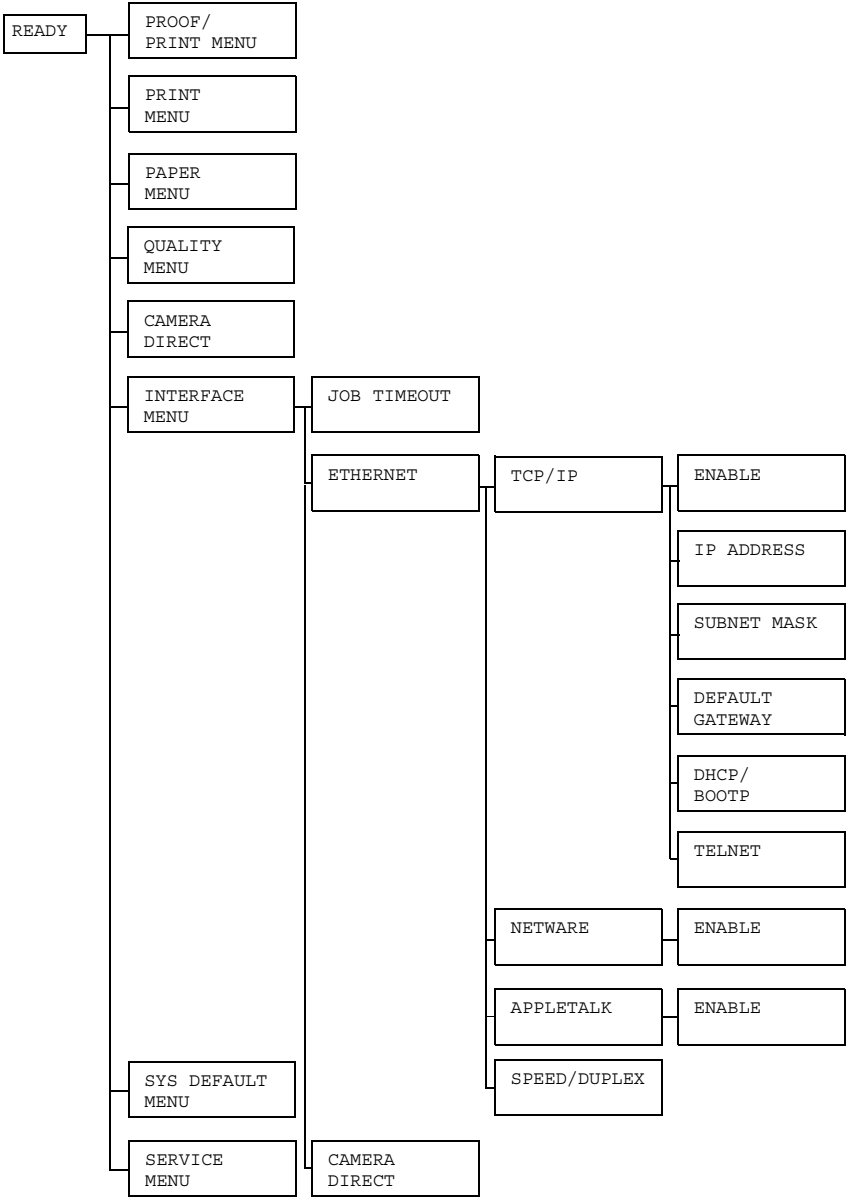 READY
PROOF/
PRINT MENU
PRINT
MENU
PAPER
MENU
QUALITY
MENU
CAMERA
DIRECT
INTERFACE
MENU
JOB TIMEOUT
ETHERNET
TCP/IP
ENABLE
IP ADDRESS
SUBNET MASK
DEFAULT
GATEWAY
DHCP/
BOOTP
TELNET
NETWARE
ENABLE
APPLETALK
ENABLE
SPEED/DUPLEX
SYS DEFAULT
MENU
SERVICE
MENU
CAMERA
DIRECT